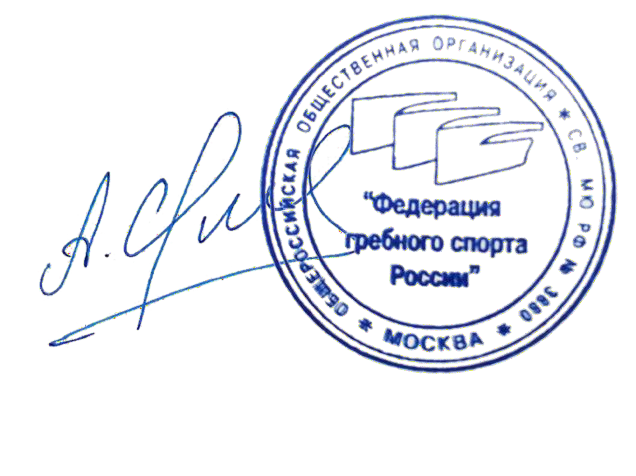 ОБЩЕРОССИЙСКАЯ ОБЩЕСТВЕННАЯ ОРГАНИЗАЦИЯ * СВ. МЮ РФ № 3880 *
"Федерация
гребного спорта
России"
* МОСКВА *